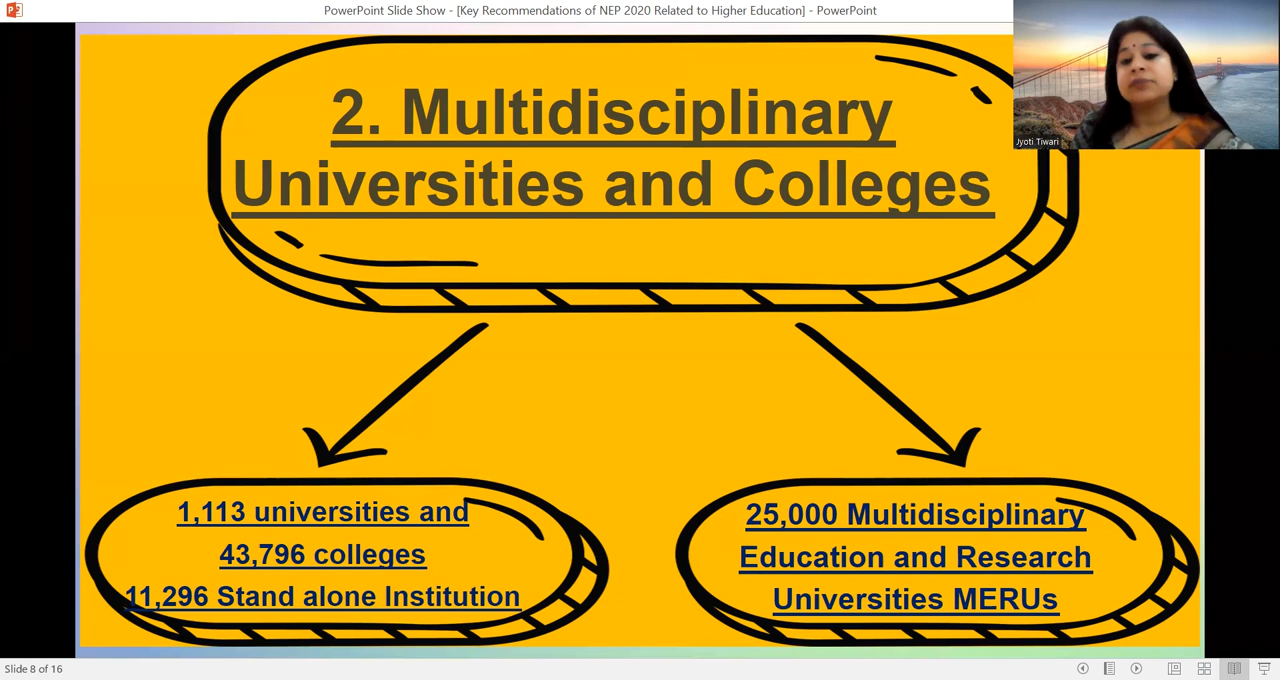 PowerPoint Slide Show - [Key Recommendations of NEP 2020 Related to Higher Education] - PowerPoint
Jyoti Tiwari
2. Multidisciplinary
Universities and Colleges
1,113 universities and
43,796 colleges
11,296 Stand alone Institution
25,000 Multidisciplinary
Education and Research
Universities MERUs
Slide 8 of 16